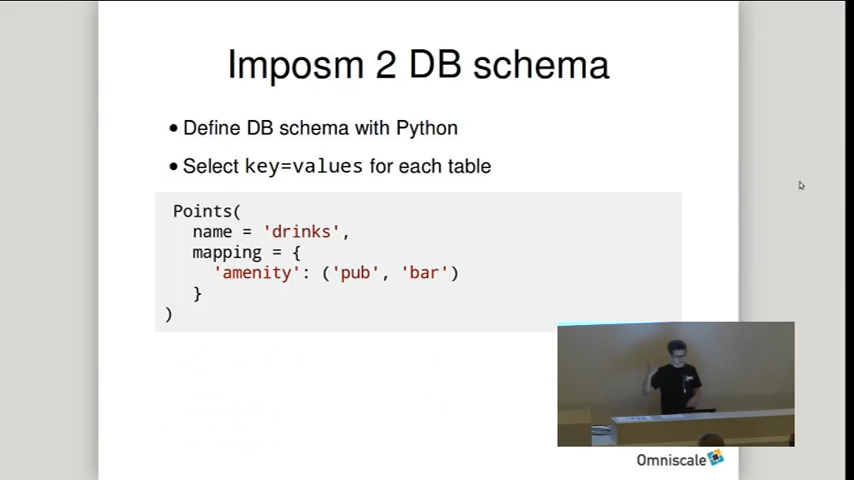 Imposm 2 DB schema
• Define DB schema with Python
• Select key=values for each table
Points(
name = 'drinks',
mapping = {
'amenity': ('pub', 'bar')
}
)
Omniscale